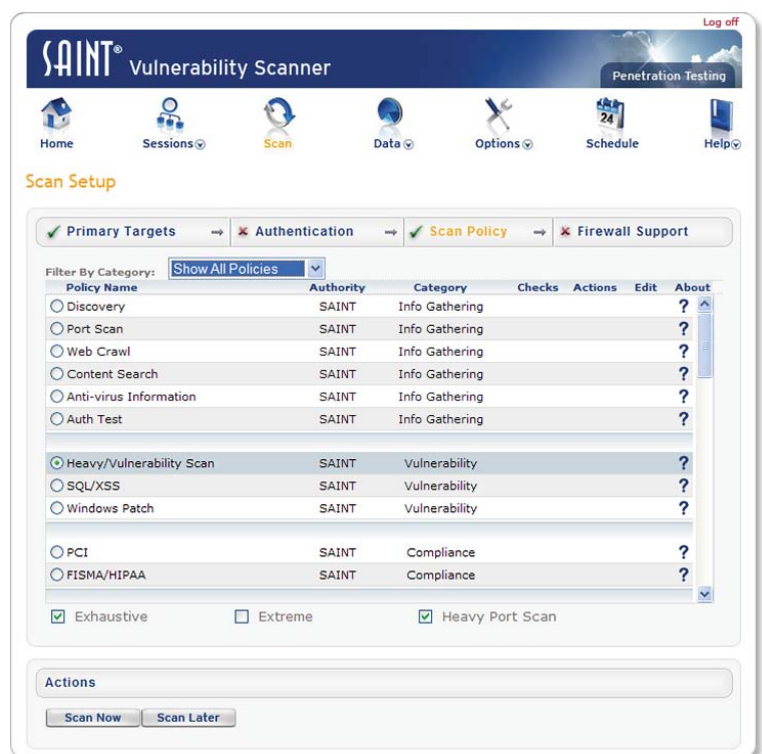 Log off
SAINT® Vulnerability Scanner
Penetration Testing
Home Sessions Scan Data Options 24 Schedule Help
Scan Setup
Primary Targets Authentication Scan Policy Firewall Support
Filter By Category: Show All Policies
Policy Name Authority Category Checks Actions Edit About
Discovery SAINT Info Gathering ?
Port Scan SAINT Info Gathering ?
Web Crawl SAINT Info Gathering ?
Content Search SAINT Info Gathering ?
Anti-virus Information SAINT Info Gathering ?
Auth Test SAINT Info Gathering ?
Heavy/Vulnerability Scan SAINT Vulnerability ?
SQL/XSS SAINT Vulnerability ?
Windows Patch SAINT Vulnerability ?
PCI SAINT Compliance ?
FISMA/HIPAA SAINT Compliance ?
Exhaustive Extreme Heavy Port Scan
Actions
Scan Now Scan Later